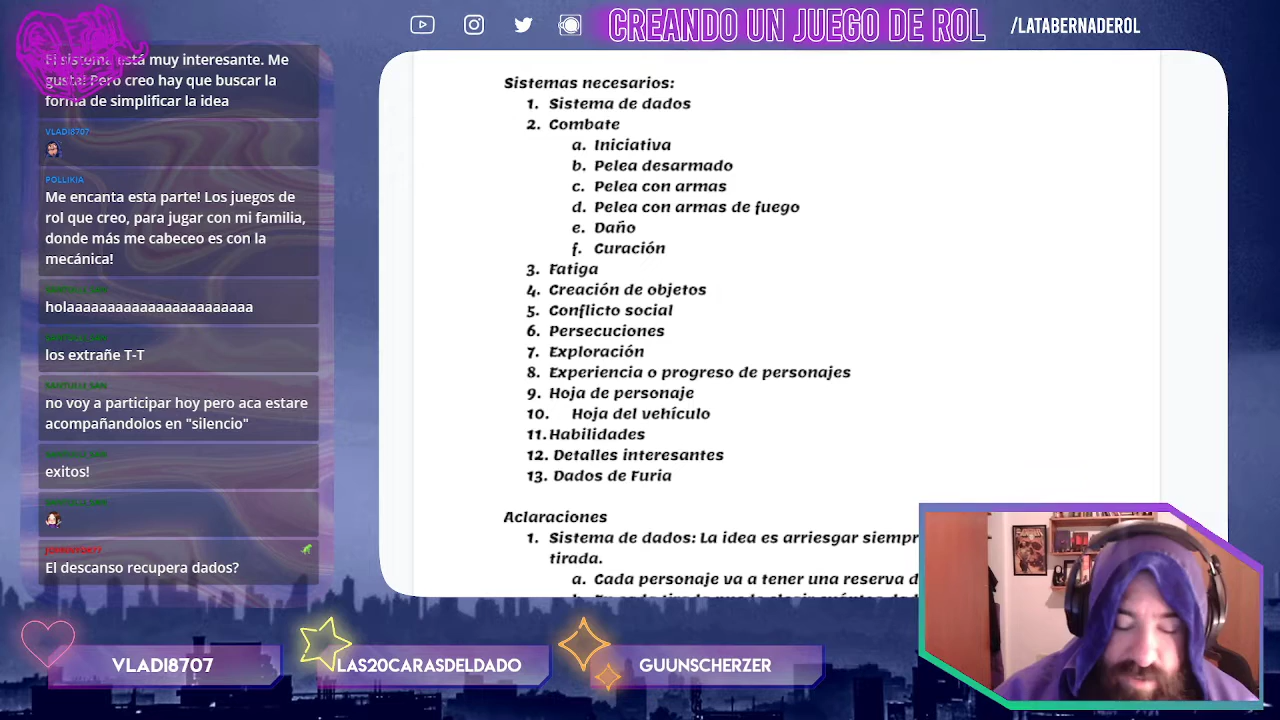 CREANDO UN JUEGO DE ROL
/LATABERNADEROL
El sistema está muy interesante. Me
gusta! Pero creo hay que buscar la
forma de simplificar la idea
VLADI8707
POLLIKIA
Me encanta esta parte! Los juegos de
rol que creo, para jugar con mi familia,
donde más me cabeceo es con la
mecánica!
holaaaaaaaaaaaaaaaaaaaaaaa
los extrañe T-T
no voy a participar hoy pero aca estare
acompañandolos en "silencio"
exitos!
El descanso recupera dados?
Sistemas necesarios:
1. Sistema de dados
2. Combate
a. Iniciativa
b. Pelea desarmado
c. Pelea con armas
d. Pelea con armas de fuego
e. Daño
f. Curación
3. Fatiga
4. Creación de objetos
5. Conflicto social
6. Persecuciones
7. Exploración
8. Experiencia o progreso de personajes
9. Hoja de personaje
10. Hoja del vehículo
11. Habilidades
12. Detalles interesantes
13. Dados de Furia
Aclaraciones
1. Sistema de dados: La idea es arriesgar siempr
tirada.
a. Cada personaje va a tener una reserva d
VLADI8707
LAS20CARASDELDADO
GUUNSCHERZER